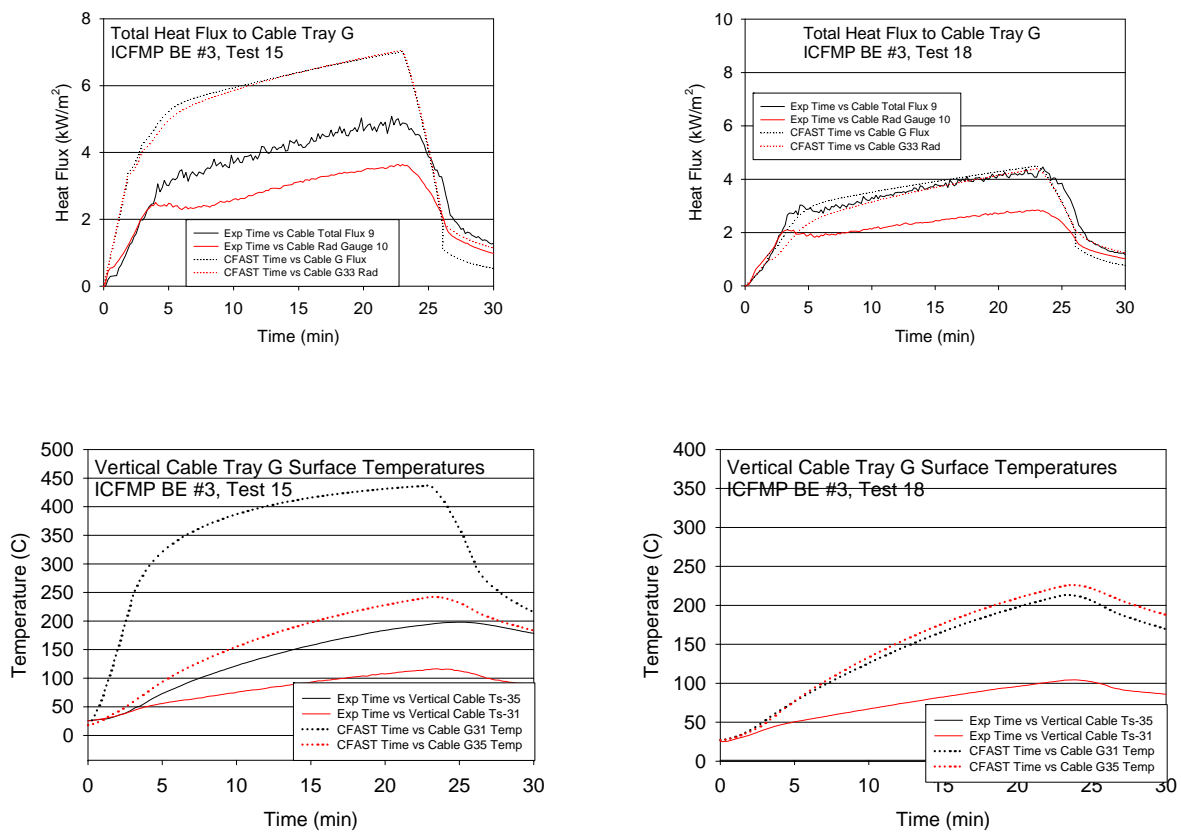 Total Heat Flux to Cable Tray G
ICFMP BE #3, Test 15
Heat Flux (kW/m²)
8
6
4
2
0
Exp Time vs Cable Total Flux 9
Exp Time vs Cable Rad Gauge 10
CFAST Time vs Cable G Flux
CFAST Time vs Cable G33 Rad
0 5 10 15 20 25 30
Time (min)
Total Heat Flux to Cable Tray G
ICFMP BE #3, Test 18
Heat Flux (kW/m²)
10
8
6
4
2
0
Exp Time vs Cable Total Flux 9
Exp Time vs Cable Rad Gauge 10
CFAST Time vs Cable G Flux
CFAST Time vs Cable G33 Rad
0 5 10 15 20 25 30
Time (min)
Vertical Cable Tray G Surface Temperatures
ICFMP BE #3, Test 15
Temperature (C)
500
450
400
350
300
250
200
150
100
50
0
Exp Time vs Vertical Cable Ts-35
Exp Time vs Vertical Cable Ts-31
CFAST Time vs Cable G31 Temp
CFAST Time vs Cable G35 Temp
0 5 10 15 20 25 30
Time (min)
Vertical Cable Tray G Surface Temperatures
ICFMP BE #3, Test 18
Temperature (C)
400
350
300
250
200
150
100
50
0
Exp Time vs Vertical Cable Ts-35
Exp Time vs Vertical Cable Ts-31
CFAST Time vs Cable G31 Temp
CFAST Time vs Cable G35 Temp
0 5 10 15 20 25 30
Time (min)